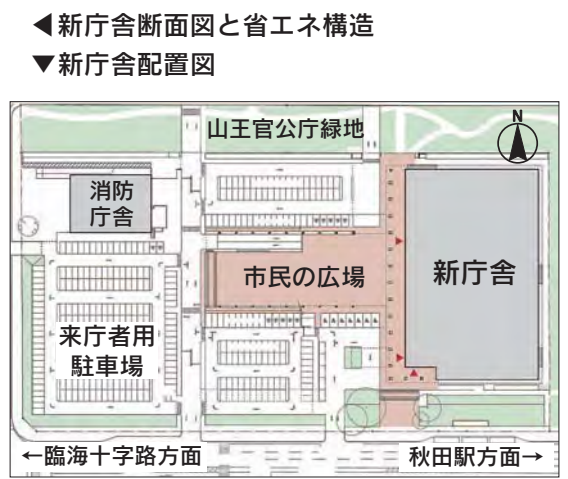 ◀新庁舎断面図と省エネ構造
▼新庁舎配置図
山王官公庁緑地
N
消防
庁舎
市民の広場
新庁舎
来庁者用
駐車場
←臨海十字路方面
秋田駅方面→